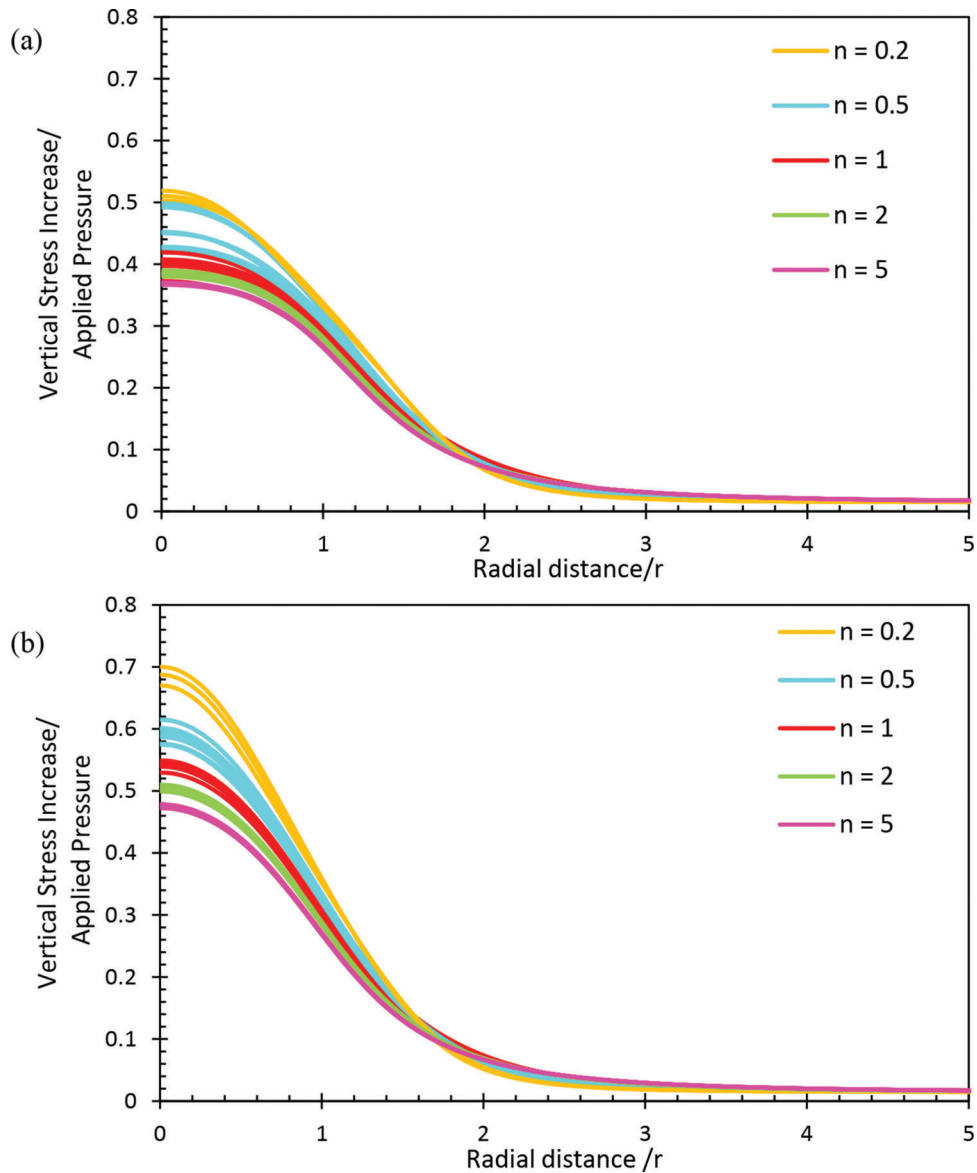 (a)
0.8
0.7
0.6
0.5
0.4
0.3
0.2
0.1
0
Vertical Stress Increase/
Applied Pressure
n = 0.2
n = 0.5
n = 1
n = 2
n = 5
0 1 2 3 4 5
Radial distance/r
(b)
0.8
0.7
0.6
0.5
0.4
0.3
0.2
0.1
0
Vertical Stress Increase/
Applied Pressure
n = 0.2
n = 0.5
n = 1
n = 2
n = 5
0 1 2 3 4 5
Radial distance /r